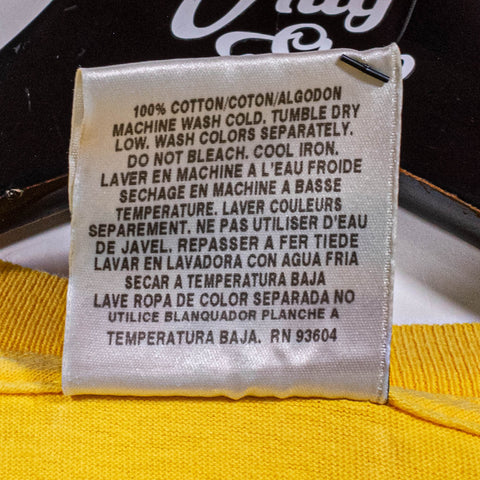 100% COTTON/COTON/ALGODON
MACHINE WASH COLD. TUMBLE DRY
LOW. WASH COLORS SEPARATELY.
DO NOT BLEACH. COOL IRON.
LAVER EN MACHINE A L'EAU FROIDE
SECHAGE EN MACHINE A BASSE
TEMPERATURE. LAVER COULEURS
SEPAREMENT. NE PAS UTILISER D'EAU
DE JAVEL. REPASSER A FER TIEDE
LAVAR EN LAVADORA CON AGUA FRIA
SECAR A TEMPERATURA BAJA
LAVE ROPA DE COLOR SEPARADA NO
UTILICE BLANQUADOR PLANCHE A
TEMPERATURA BAJA. RN 93604